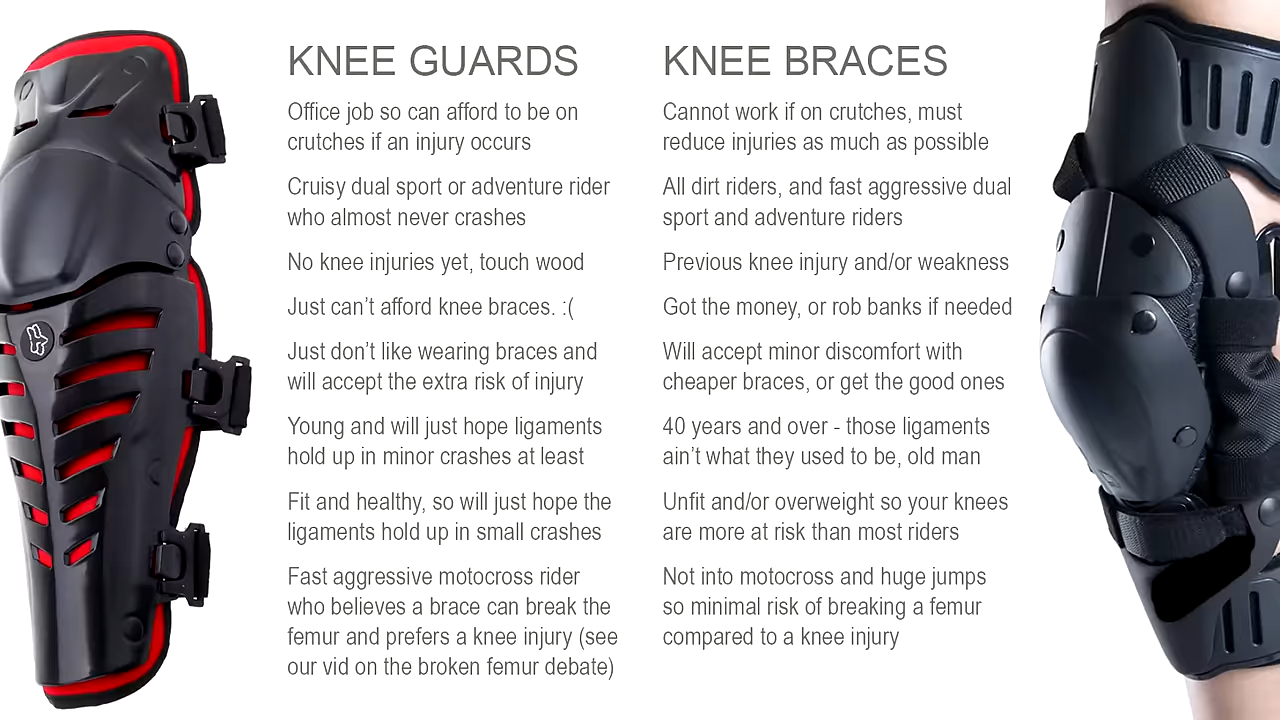 KNEE GUARDS
Office job so can afford to be on
crutches if an injury occurs
Cruisy dual sport or adventure rider
who almost never crashes
No knee injuries yet, touch wood
Just can’t afford knee braces. :(
Just don’t like wearing braces and
will accept the extra risk of injury
Young and will just hope ligaments
hold up in minor crashes at least
Fit and healthy, so will just hope the
ligaments hold up in small crashes
Fast aggressive motocross rider
who believes a brace can break the
femur and prefers a knee injury (see
our vid on the broken femur debate)
KNEE BRACES
Cannot work if on crutches, must
reduce injuries as much as possible
All dirt riders, and fast aggressive dual
sport and adventure riders
Previous knee injury and/or weakness
Got the money, or rob banks if needed
Will accept minor discomfort with
cheaper braces, or get the good ones
40 years and over - those ligaments
ain’t what they used to be, old man
Unfit and/or overweight so your knees
are more at risk than most riders
Not into motocross and huge jumps
so minimal risk of breaking a femur
compared to a knee injury